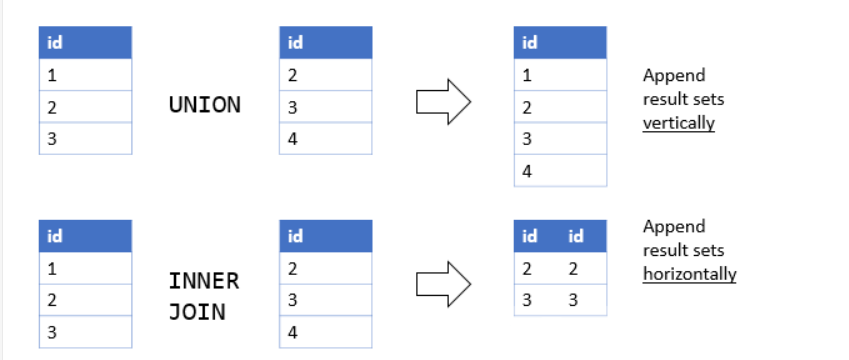 id
1
2
3
UNION
id
2
3
4
id
1
2
3
4
Append
result sets
vertically
id
1
2
3
INNER
JOIN
id
2
3
4
id id
2 2
3 3
Append
result sets
horizontally